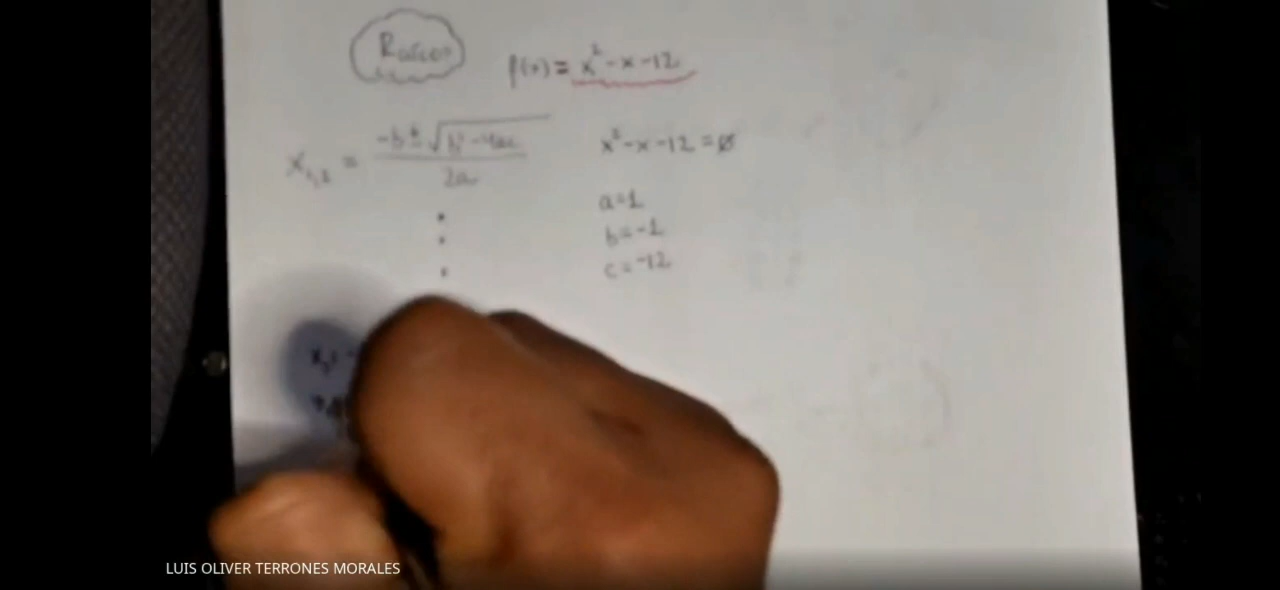 Raíces
f(x) = x² - x - 12
x₁,₂ = (-b ± √(b² - 4ac)) / 2a
x² - x - 12 = 0
a = 1
b = -1
c = -12
LUIS OLIVER TERRONES MORALES